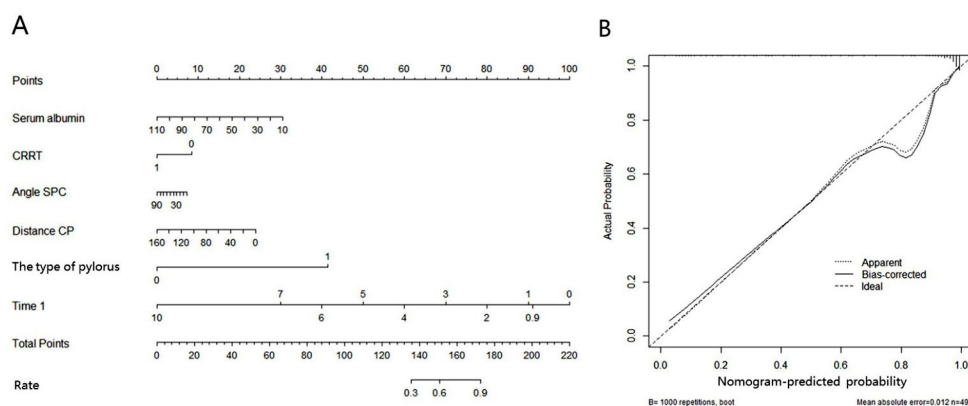 A
Points
0 10 20 30 40 50 60 70 80 90 100
Serum albumin
110 90 70 50 30 10
CRRT
0
1
Angle SPC
90 30
Distance CP
160 120 80 40 0
The type of pylorus
1
0
Time 1
7 5 3 1 0
10 6 4 2 0.9
Total Points
0 20 40 60 80 100 120 140 160 180 200 220
Rate
0.3 0.6 0.9
B
Actual Probability
1.0
0.8
0.6
0.4
0.2
0.0
Apparent
Bias-corrected
Ideal
0.0 0.2 0.4 0.6 0.8 1.0
Nomogram-predicted probability
B= 1000 repetitions, boot
Mean absolute error=0.012 n=49